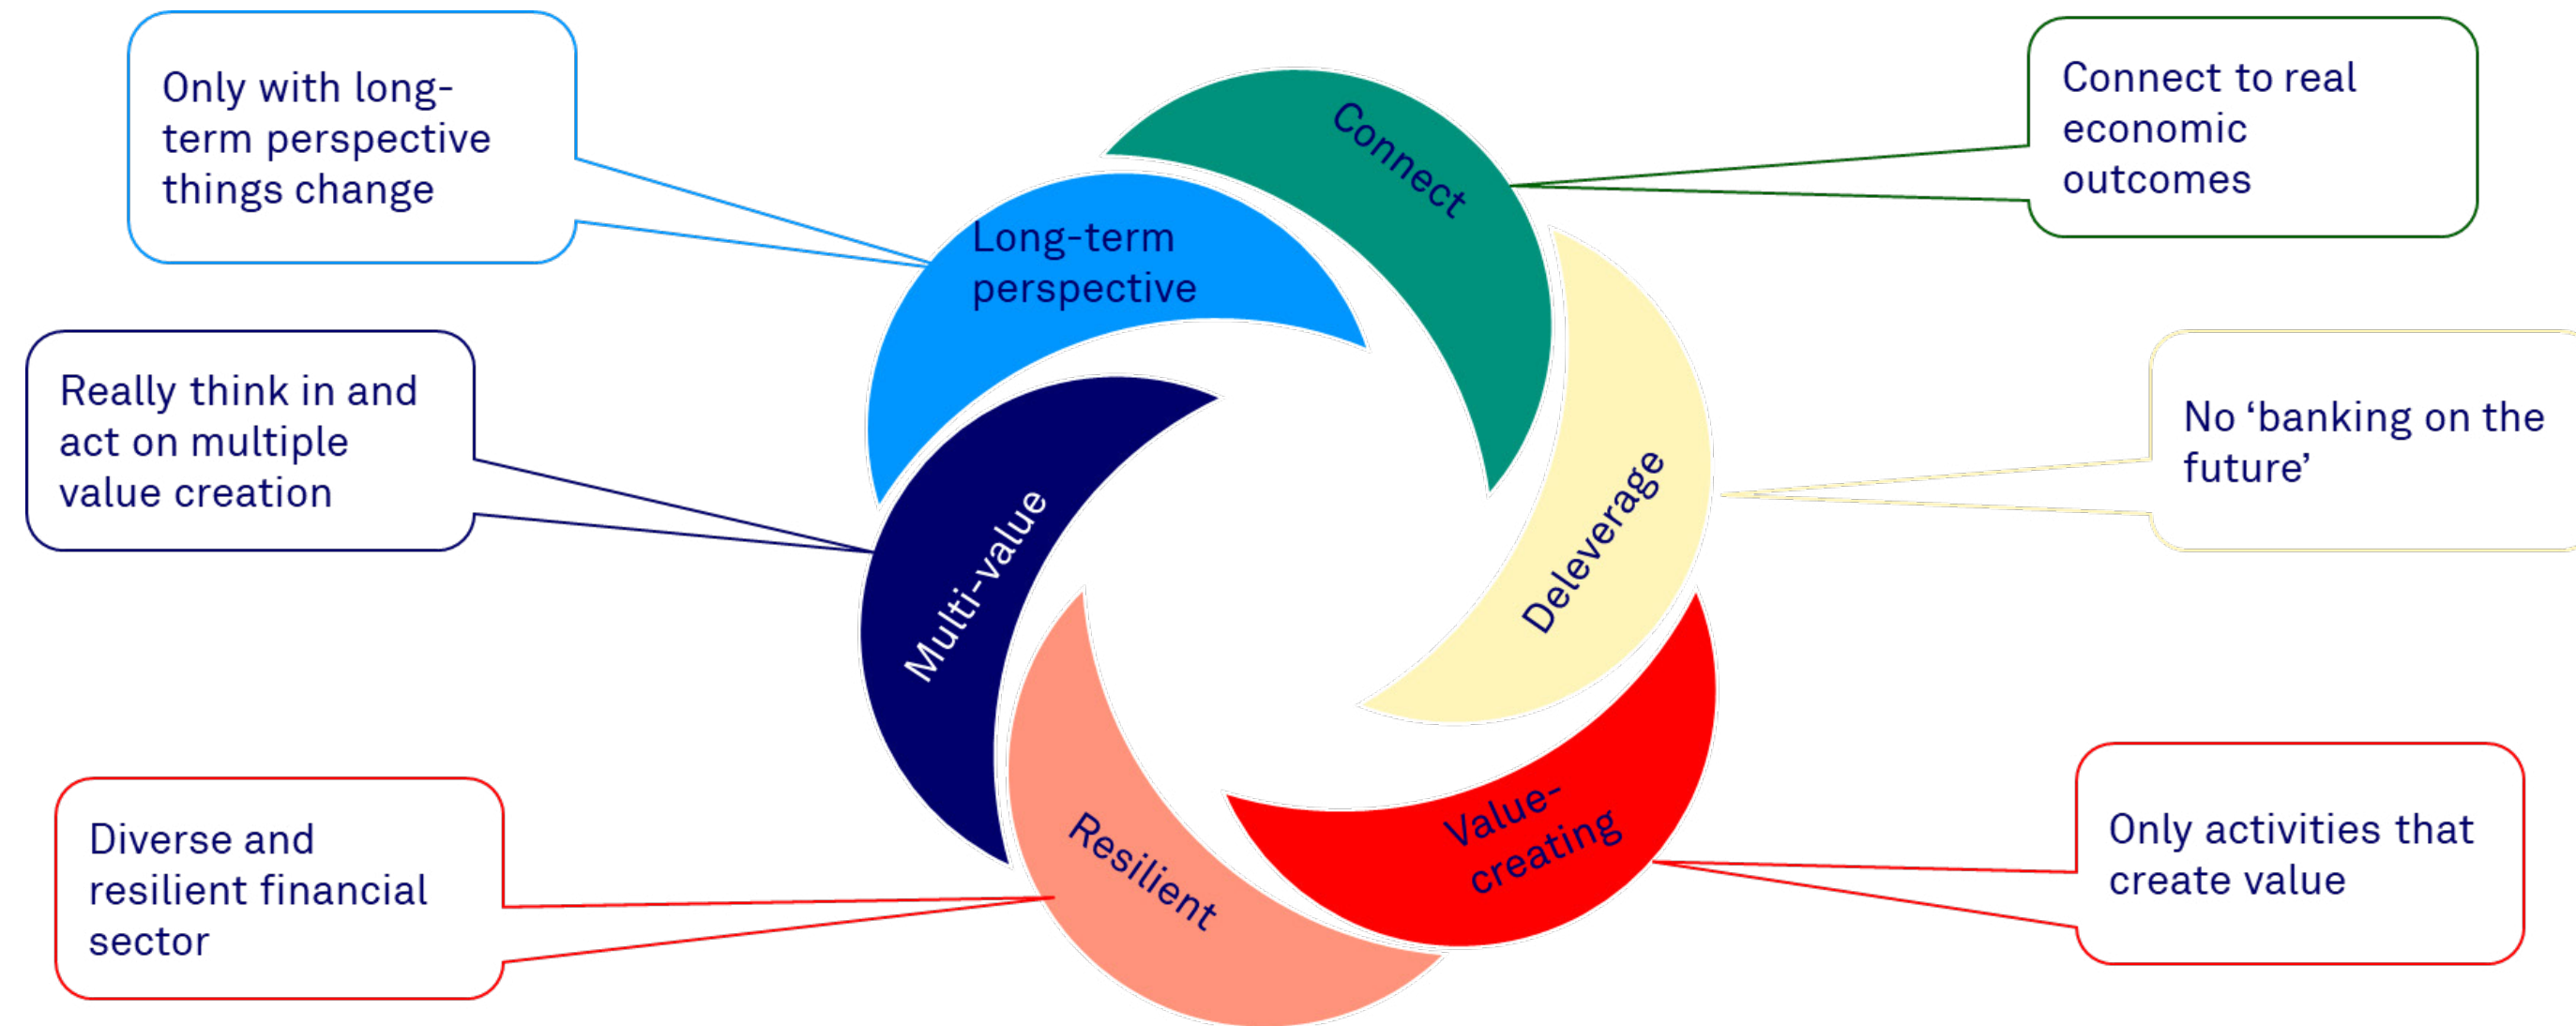 Only with long-
term perspective
things change
Connect
Connect to real
economic
outcomes
Long-term
perspective
Really think in and
act on multiple
value creation
No ‘banking on the
future’
Deleverage
Multi-value
Diverse and
resilient financial
sector
Resilient
Value-
creating
Only activities that
create value